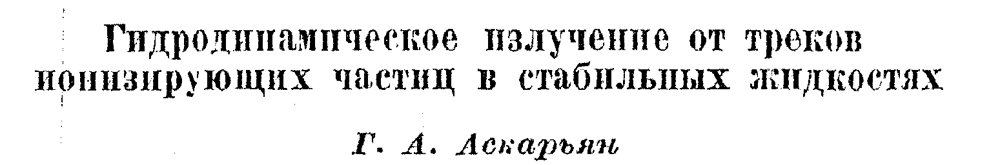 Гидродинамическое излучение от треков
ионизирующих частиц в стабильных жидкостях
Г. А. Аскарьян